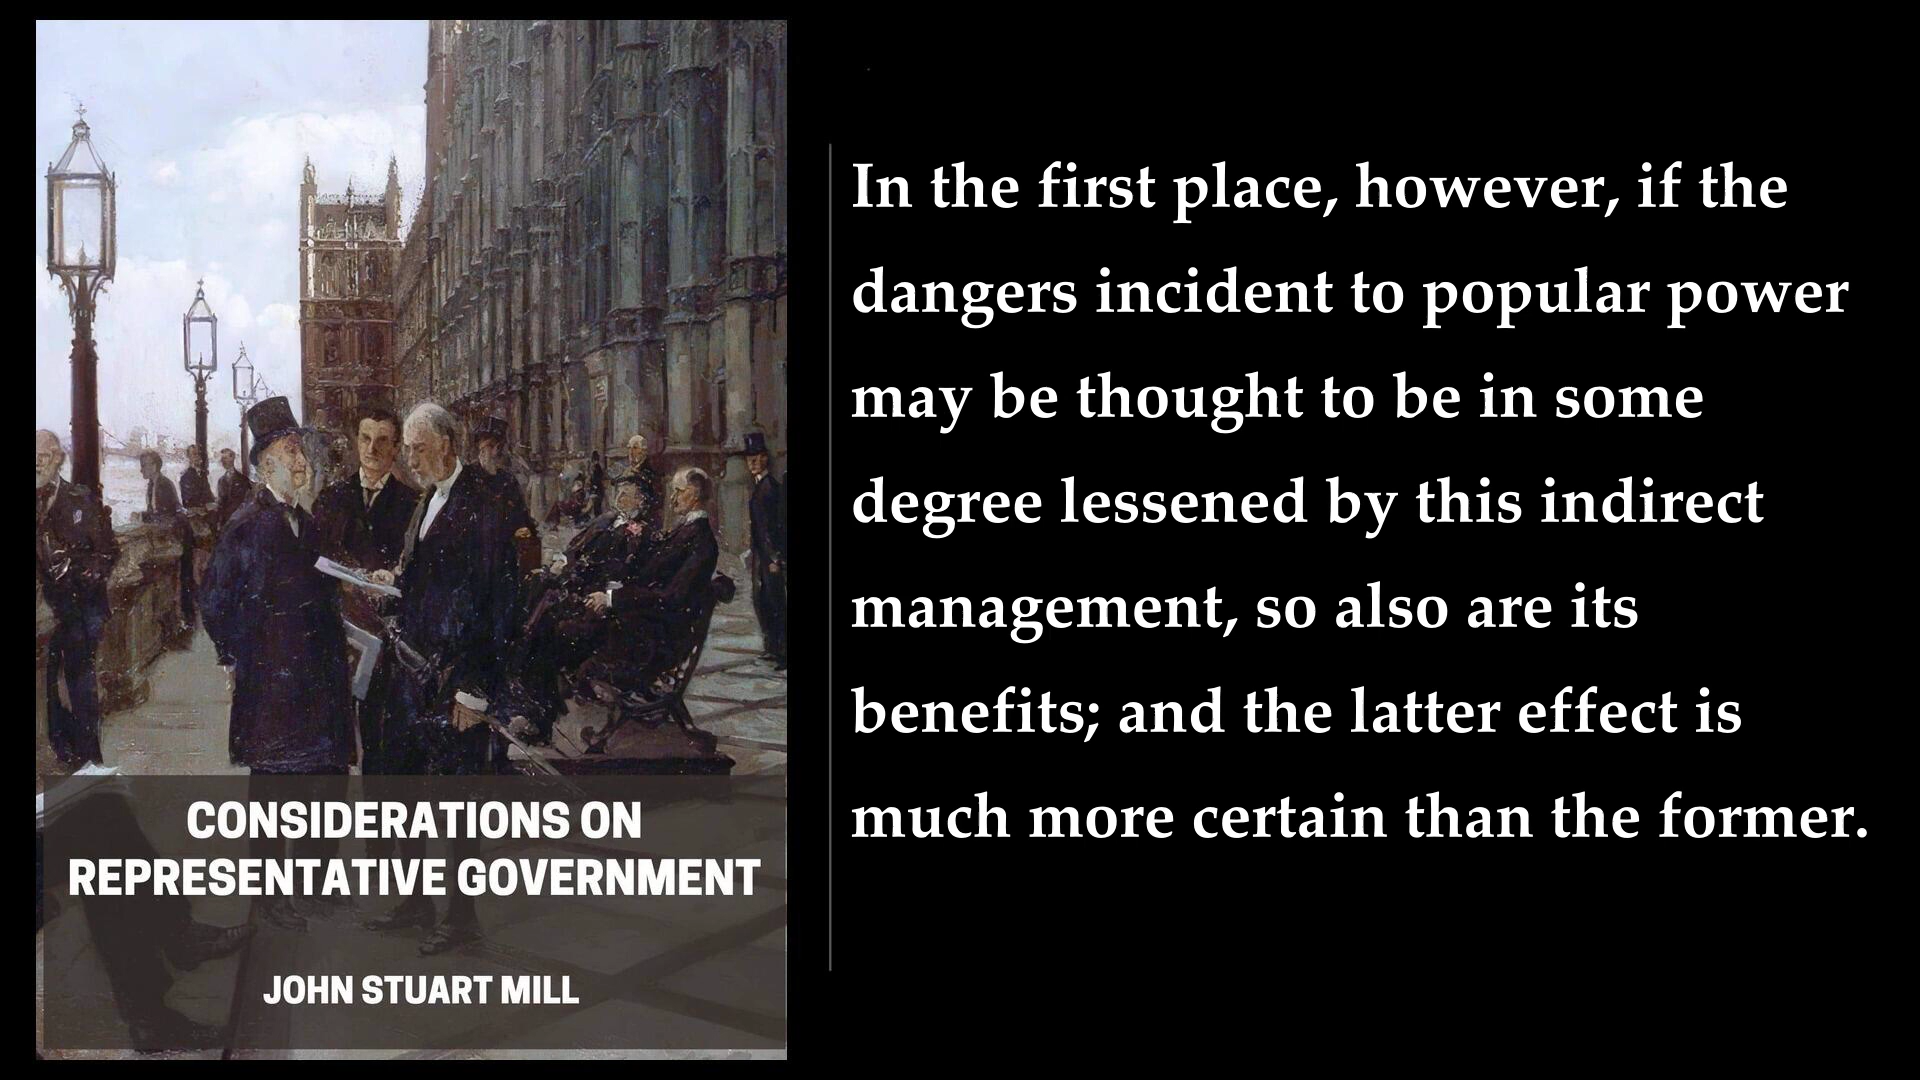 CONSIDERATIONS ON
REPRESENTATIVE GOVERNMENT
JOHN STUART MILL
In the first place, however, if the
dangers incident to popular power
may be thought to be in some
degree lessened by this indirect
management, so also are its
benefits; and the latter effect is
much more certain than the former.